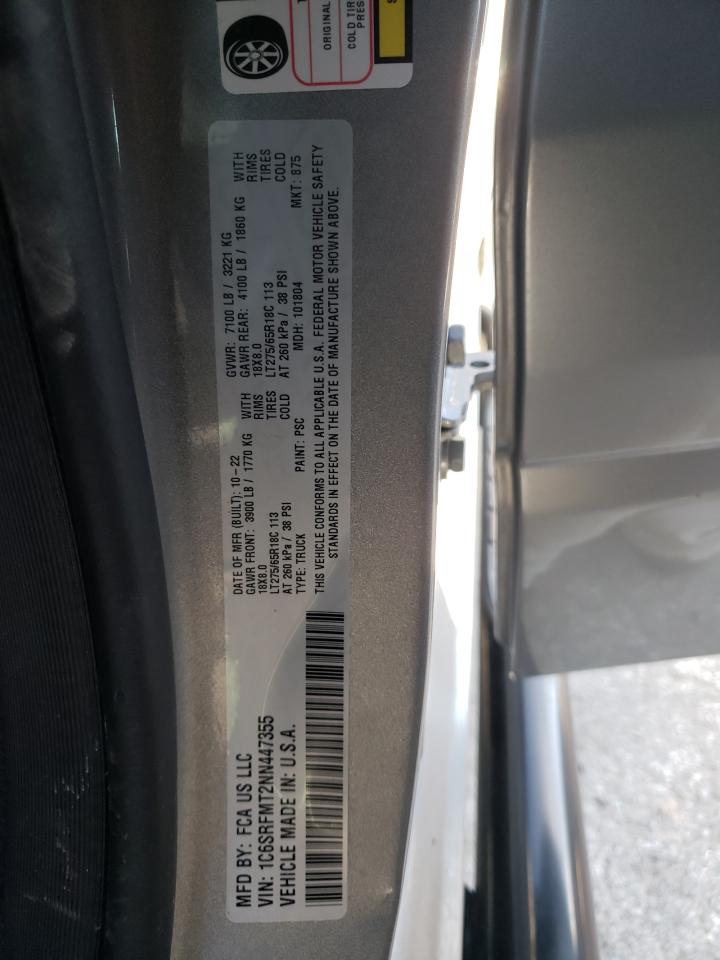 MFD BY: FCA US LLC
VIN: 1C6SRFMT2NN447355
VEHICLE MADE IN: U.S.A.
DATE OF MFR (BUILT): 10-22 GVWR: 7100 LB / 3221 KG
GAWR FRONT: 3900 LB / 1770 KG WITH GAWR REAR: 4100 LB / 1860 KG WITH
18X8.0 RIMS 18X8.0 RIMS
LT275/65R18C 113 TIRES LT275/65R18C 113 TIRES
AT 260 kPa / 38 PSI COLD AT 260 kPa / 38 PSI COLD
TYPE: TRUCK PAINT: PSC MDH: 101804 MKT: 875
THIS VEHICLE CONFORMS TO ALL APPLICABLE U.S.A. FEDERAL MOTOR VEHICLE SAFETY
STANDARDS IN EFFECT ON THE DATE OF MANUFACTURE SHOWN ABOVE.
ORIGINAL
COLD TIR
PRES